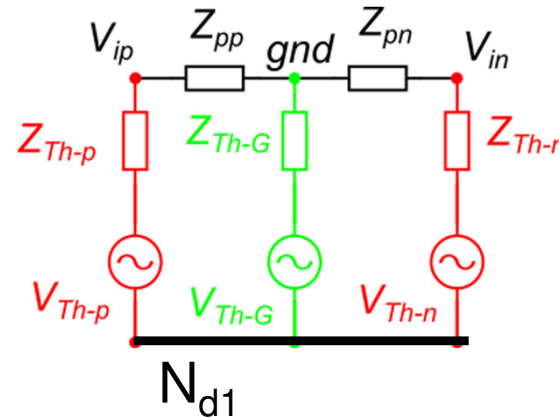 Z_pp gnd Z_pn
V_ip V_in
Z_Th-p Z_Th-G Z_Th-n
V_Th-p V_Th-G V_Th-n
N_d1